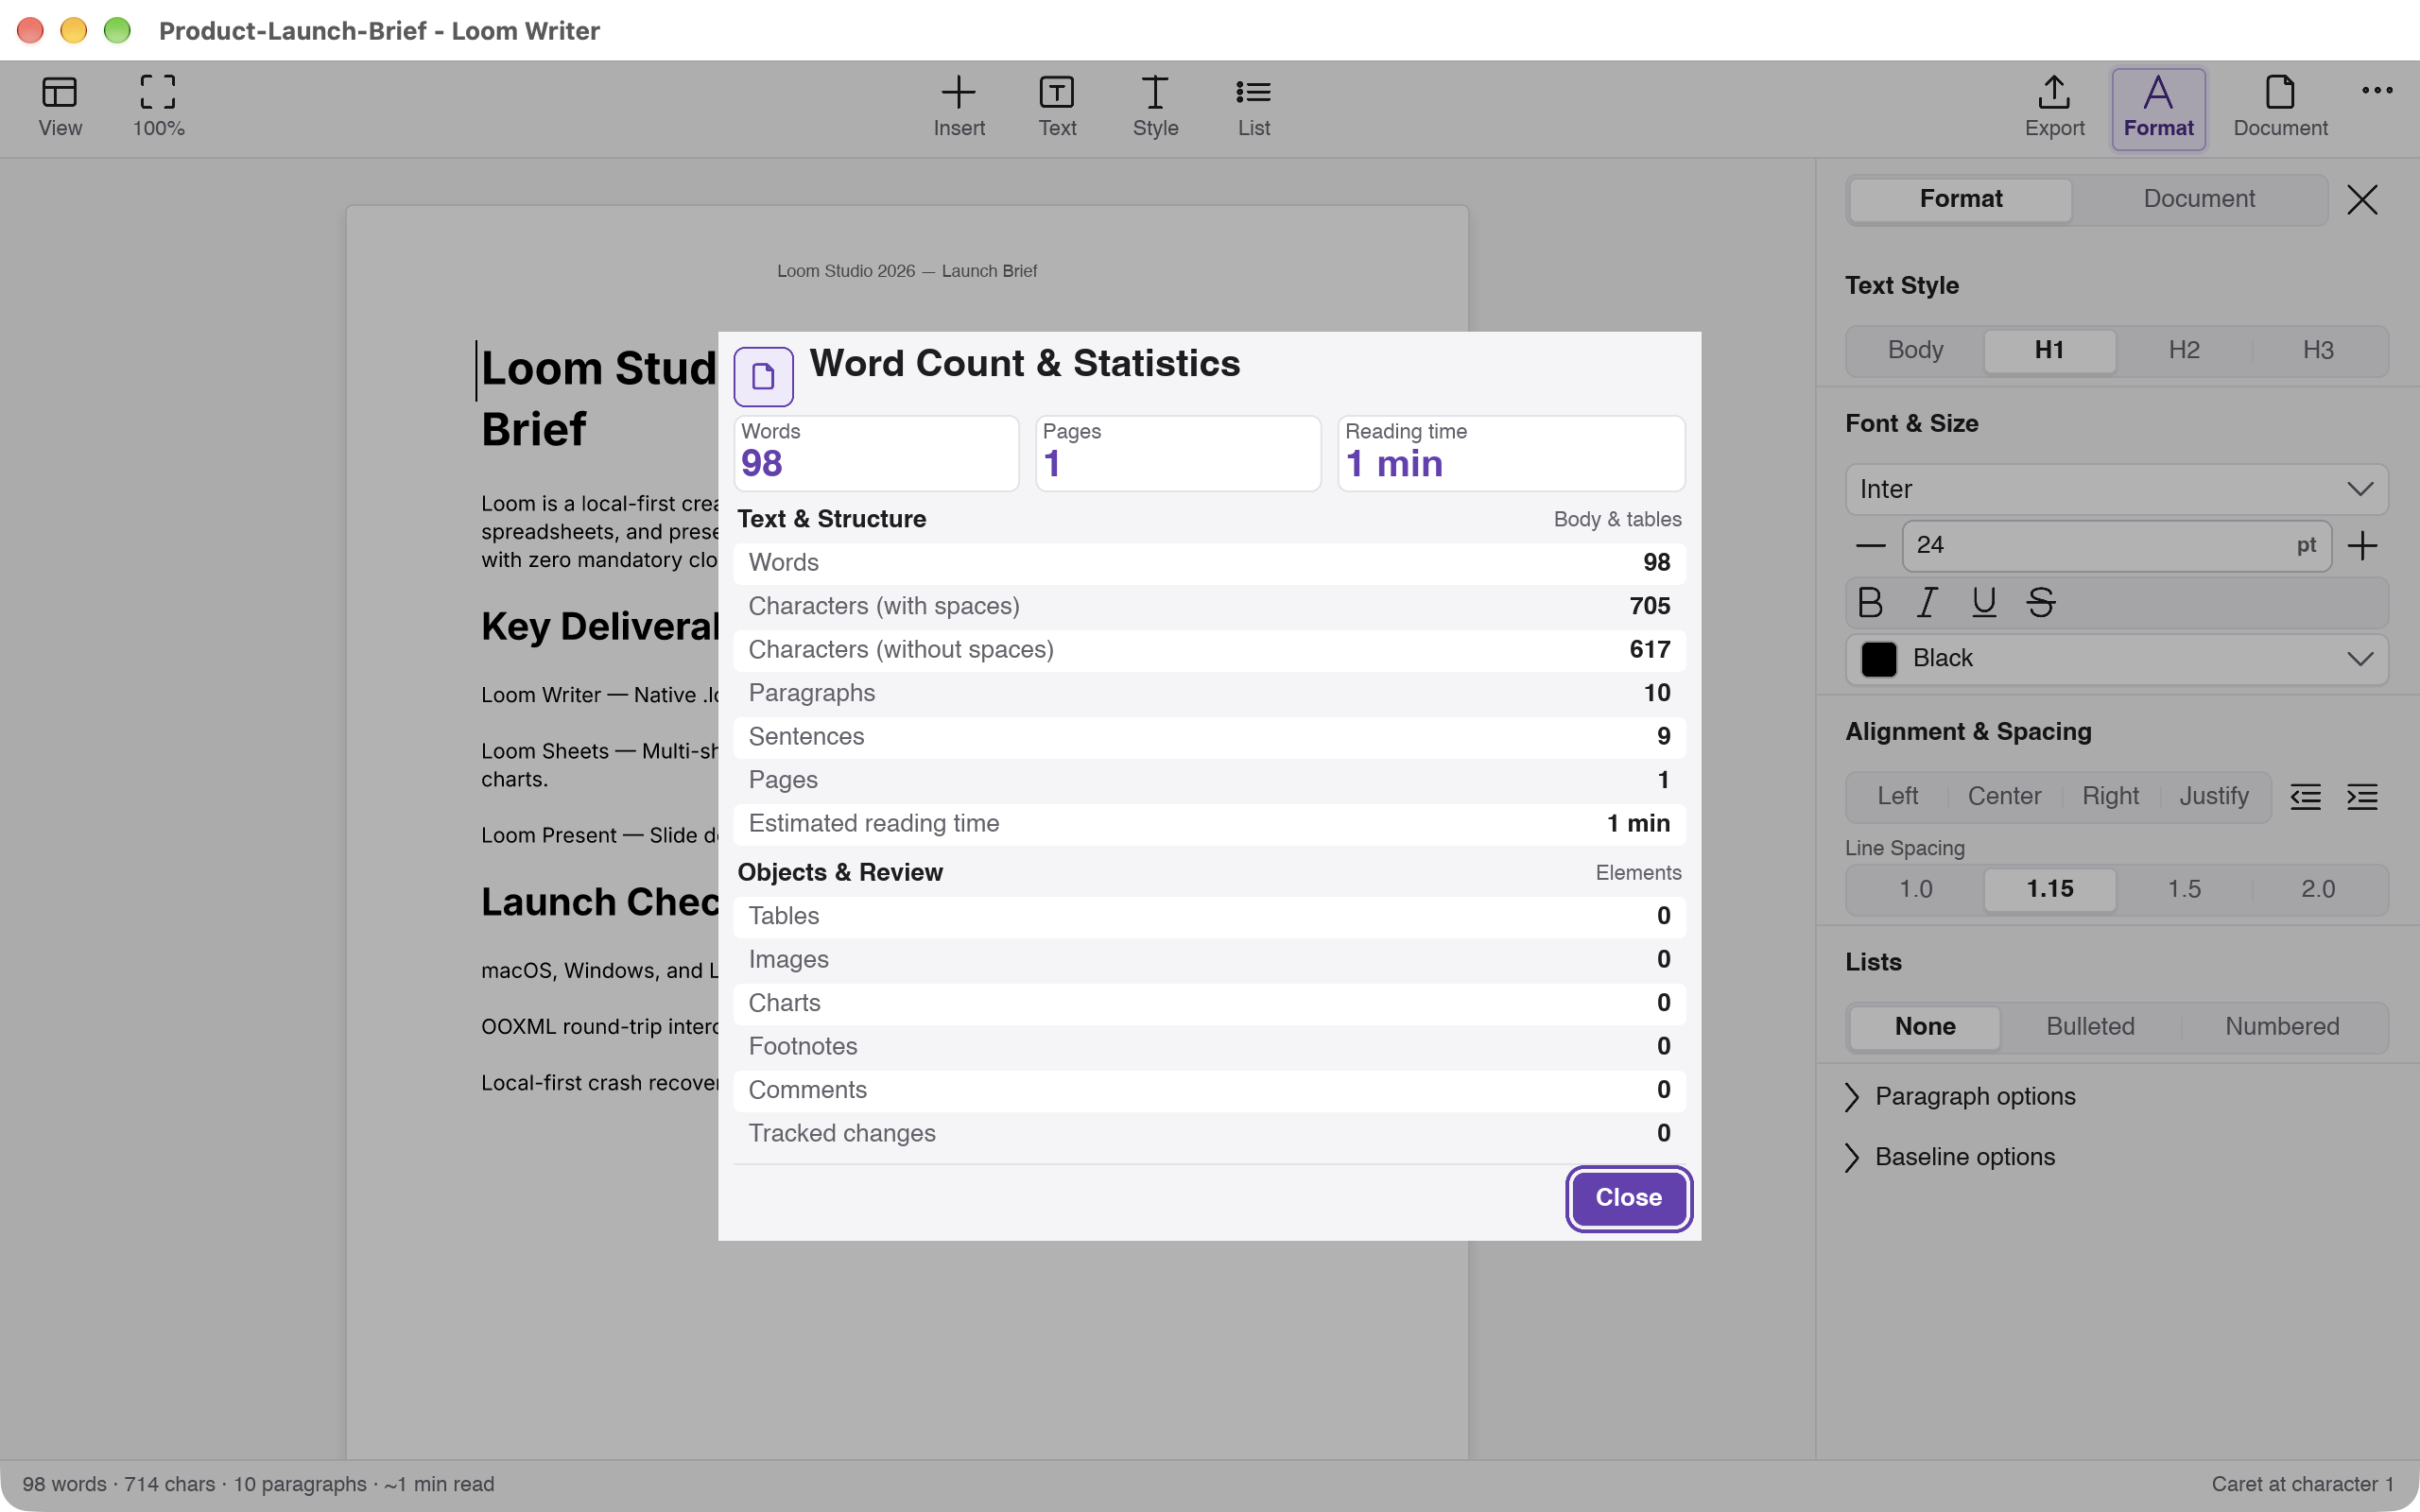 Product-Launch-Brief - Loom Writer
View
100%
Insert
Text
Style
List
Export
Format
Document
Format
Document
Loom Studio 2026 — Launch Brief
Loom Stud
Brief
Loom is a local-first crea
spreadsheets, and prese
with zero mandatory clo
Key Delivera
Loom Writer — Native .lo
Loom Sheets — Multi-sh
charts.
Loom Present — Slide de
Launch Chec
macOS, Windows, and L
OOXML round-trip interc
Local-first crash recover
Word Count & Statistics
Words
98
Pages
1
Reading time
1 min
Text & Structure
Body & tables
Words 98
Characters (with spaces) 705
Characters (without spaces) 617
Paragraphs 10
Sentences 9
Pages 1
Estimated reading time 1 min
Objects & Review
Elements
Tables 0
Images 0
Charts 0
Footnotes 0
Comments 0
Tracked changes 0
Close
Text Style
Body H1 H2 H3
Font & Size
Inter
24 pt
B I U S
Black
Alignment & Spacing
Left Center Right Justify
Line Spacing
1.0 1.15 1.5 2.0
Lists
None Bulleted Numbered
Paragraph options
Baseline options
98 words · 714 chars · 10 paragraphs · ~1 min read
Caret at character 1